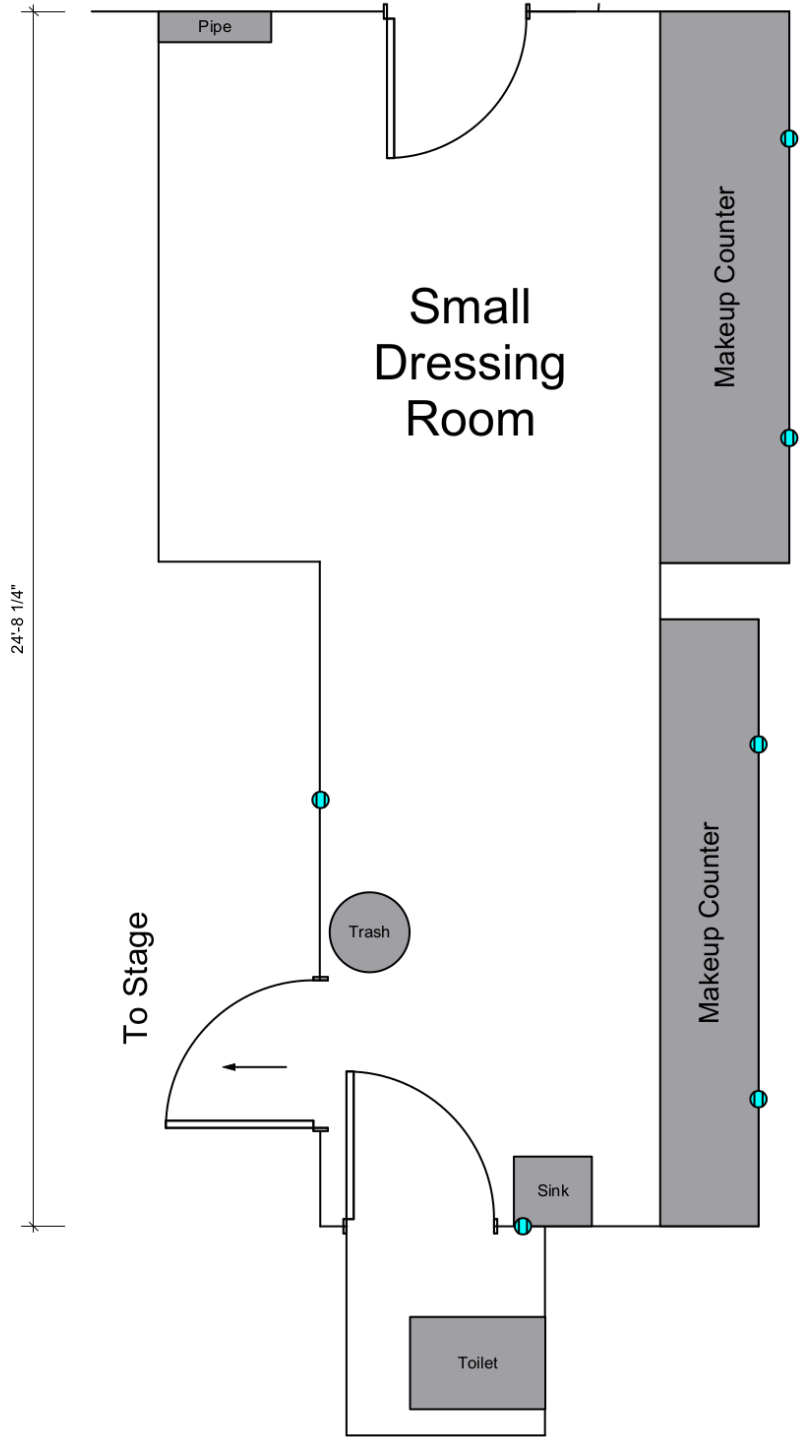 Pipe
Makeup Counter
Small
Dressing
Room
24'-8 1/4"
Makeup Counter
Trash
To Stage
Sink
Toilet